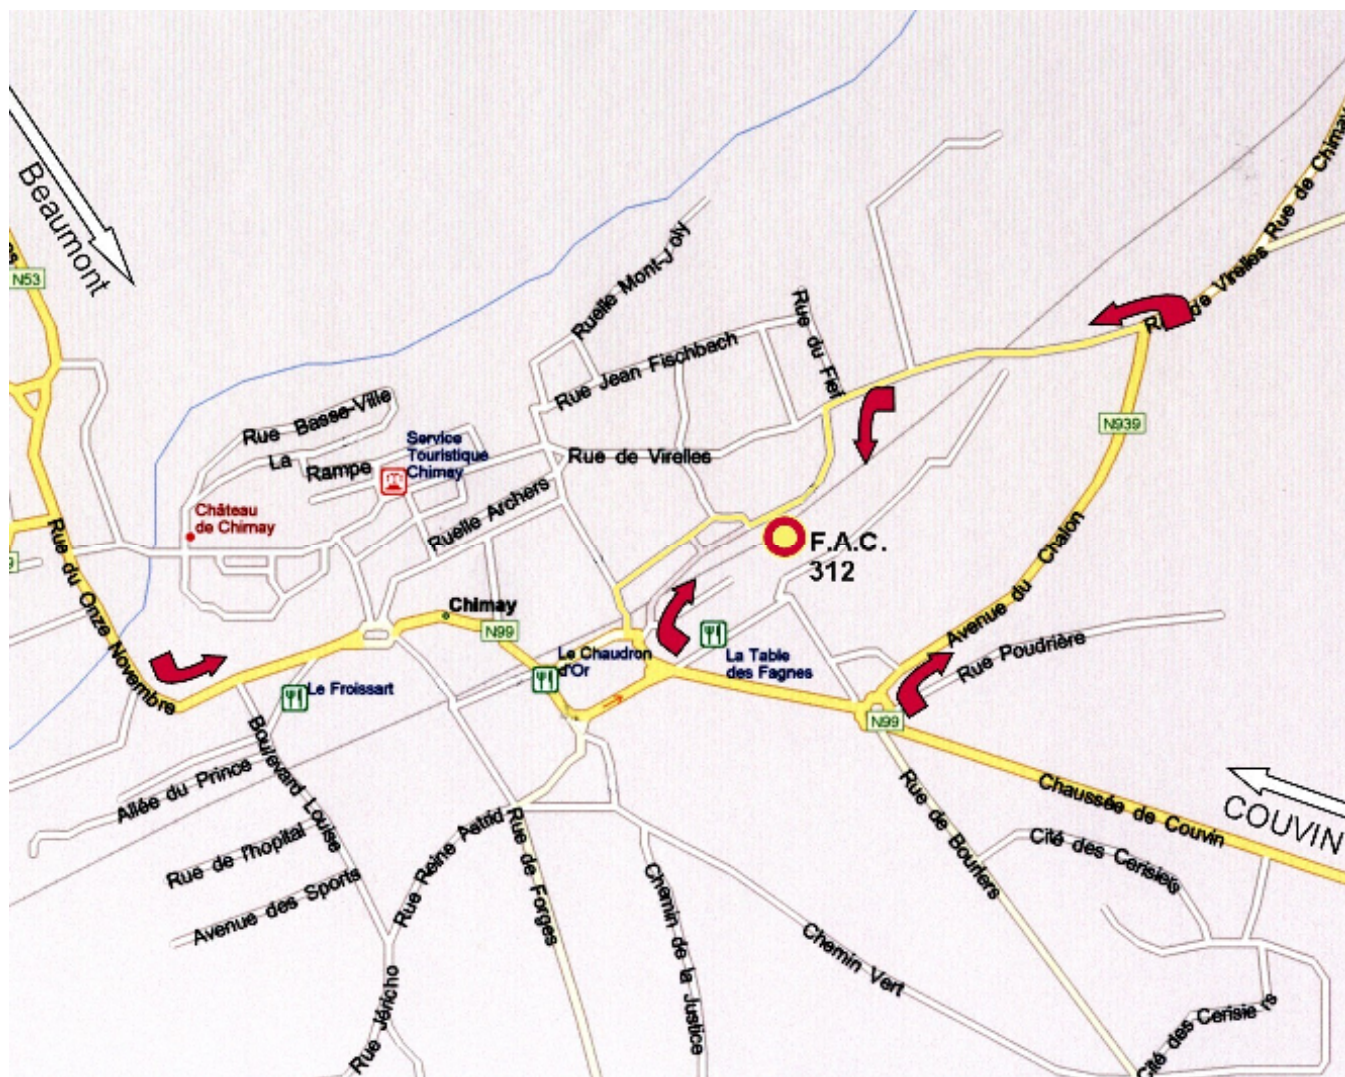 Beaumont
N53
Rue de Chimay
Rue de Virelles
Ruelle Mont-Joly
Rue du Fief
Rue Jean Fischbach
Rue Basse-Ville
La Rampe
Service
Touristique
Chimay
Rue de Virelles
N939
Château
de Chimay
Ruelle Archers
Rue du Onze Novembre
F.A.C.
312
Avenue du Chalon
Chimay
N99
Le Chaudron
d'Or
La Table
des Fagnes
Rue Poudrière
Le Froissart
N99
Boulevard Louise
Allée du Prince
Chaussée de Couvin
COUVIN
Rue de l'hopital
Rue Reine Astrid
Rue de Forges
Rue de Bouriers
Cité des Cerisiers
Avenue des Sports
Chemin de la Justice
Chemin Vert
Rue Jéricho
Cité des Cerisiers